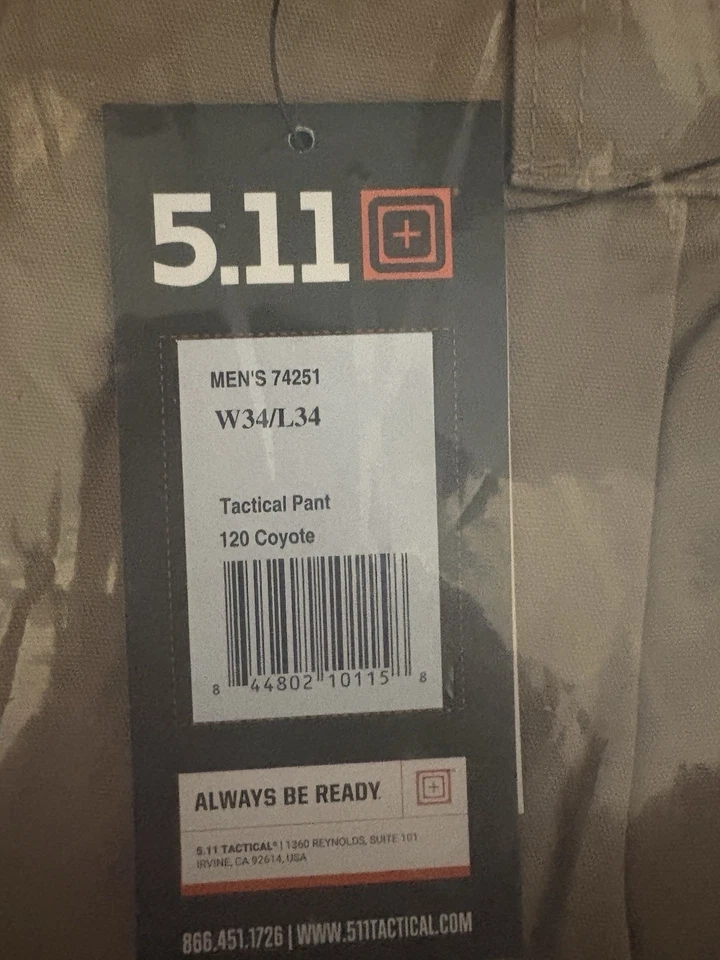 5.11
MEN'S 74251
W34/L34
Tactical Pant
120 Coyote
8 44802 10115 8
ALWAYS BE READY.
5.11 TACTICAL® | 1360 REYNOLDS, SUITE 101
IRVINE, CA 92614, USA
866.451.1726 | WWW.511TACTICAL.COM